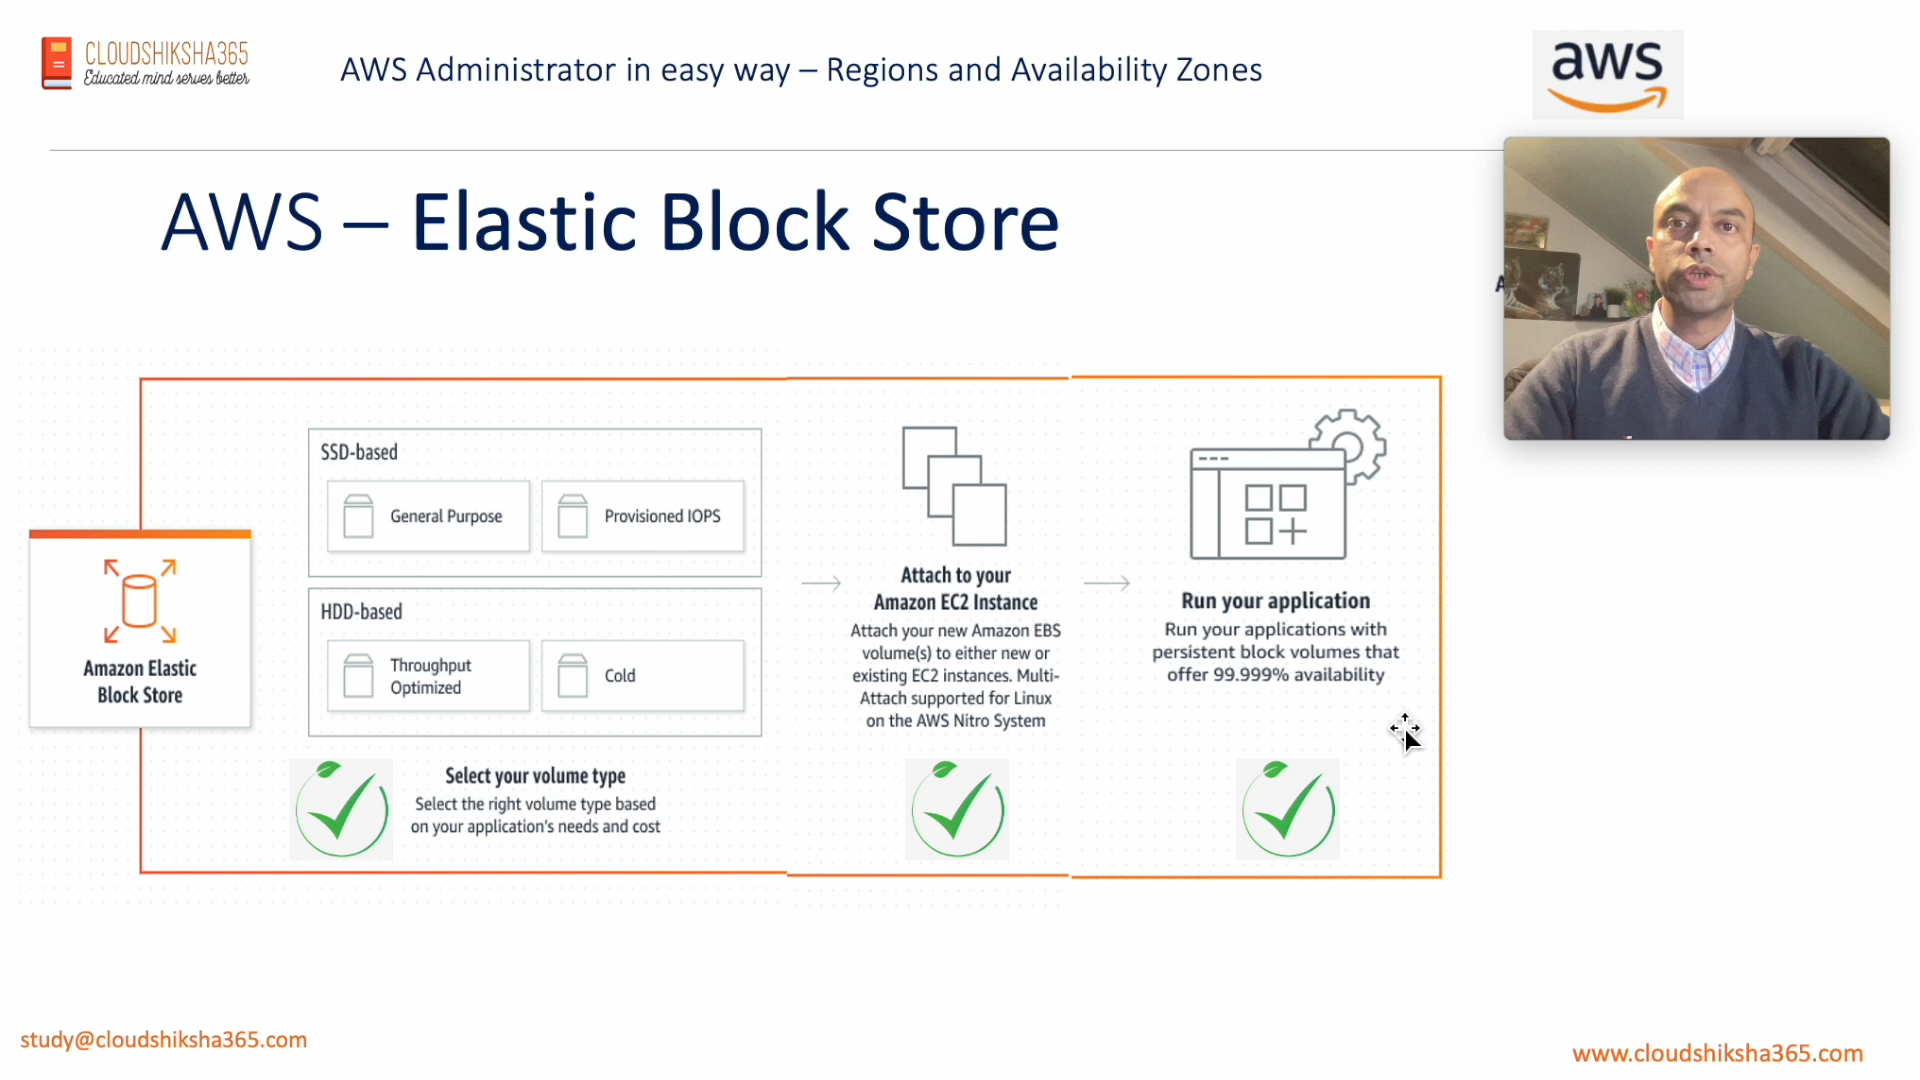 CLOUDSHIKSHA365
Educated mind serves better
AWS Administrator in easy way – Regions and Availability Zones
aws
AWS – Elastic Block Store
A
SSD-based
General Purpose
Provisioned IOPS
HDD-based
Throughput
Optimized
Cold
Amazon Elastic
Block Store
Select your volume type
Select the right volume type based
on your application's needs and cost
Attach to your
Amazon EC2 Instance
Attach your new Amazon EBS
volume(s) to either new or
existing EC2 instances. Multi-
Attach supported for Linux
on the AWS Nitro System
Run your application
Run your applications with
persistent block volumes that
offer 99.999% availability
study@cloudshiksha365.com
www.cloudshiksha365.com